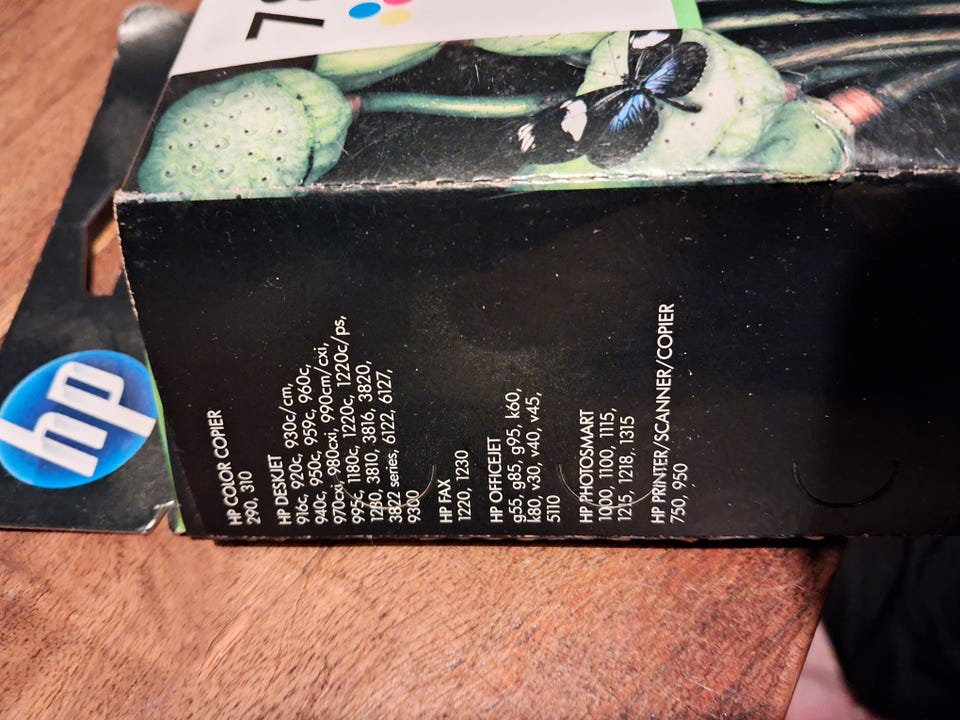 7
hp
HP COLOR COPIER
290, 310
HP DESKJET
916c, 920c, 930c/cm,
940c, 950c, 959c, 960c,
970cxi, 980cxi, 990cm/cxi,
995c, 1180c, 1220c, 1220c/ps,
1280, 3810, 3816, 3820,
3822 series, 6122, 6127,
9300
HP FAX
1220, 1230
HP OFFICEJET
g55, g85, g95, k60,
k80, v30, v40, v45,
5110
HP PHOTOSMART
1000, 1100, 1115,
1215, 1218, 1315
HP PRINTER/SCANNER/COPIER
750, 950